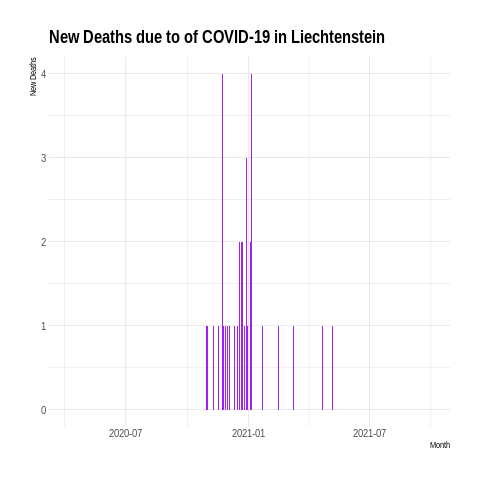 New Deaths due to of COVID-19 in Liechtenstein
New Deaths
4
3
2
1
0
2020-07 2021-01 2021-07
Month